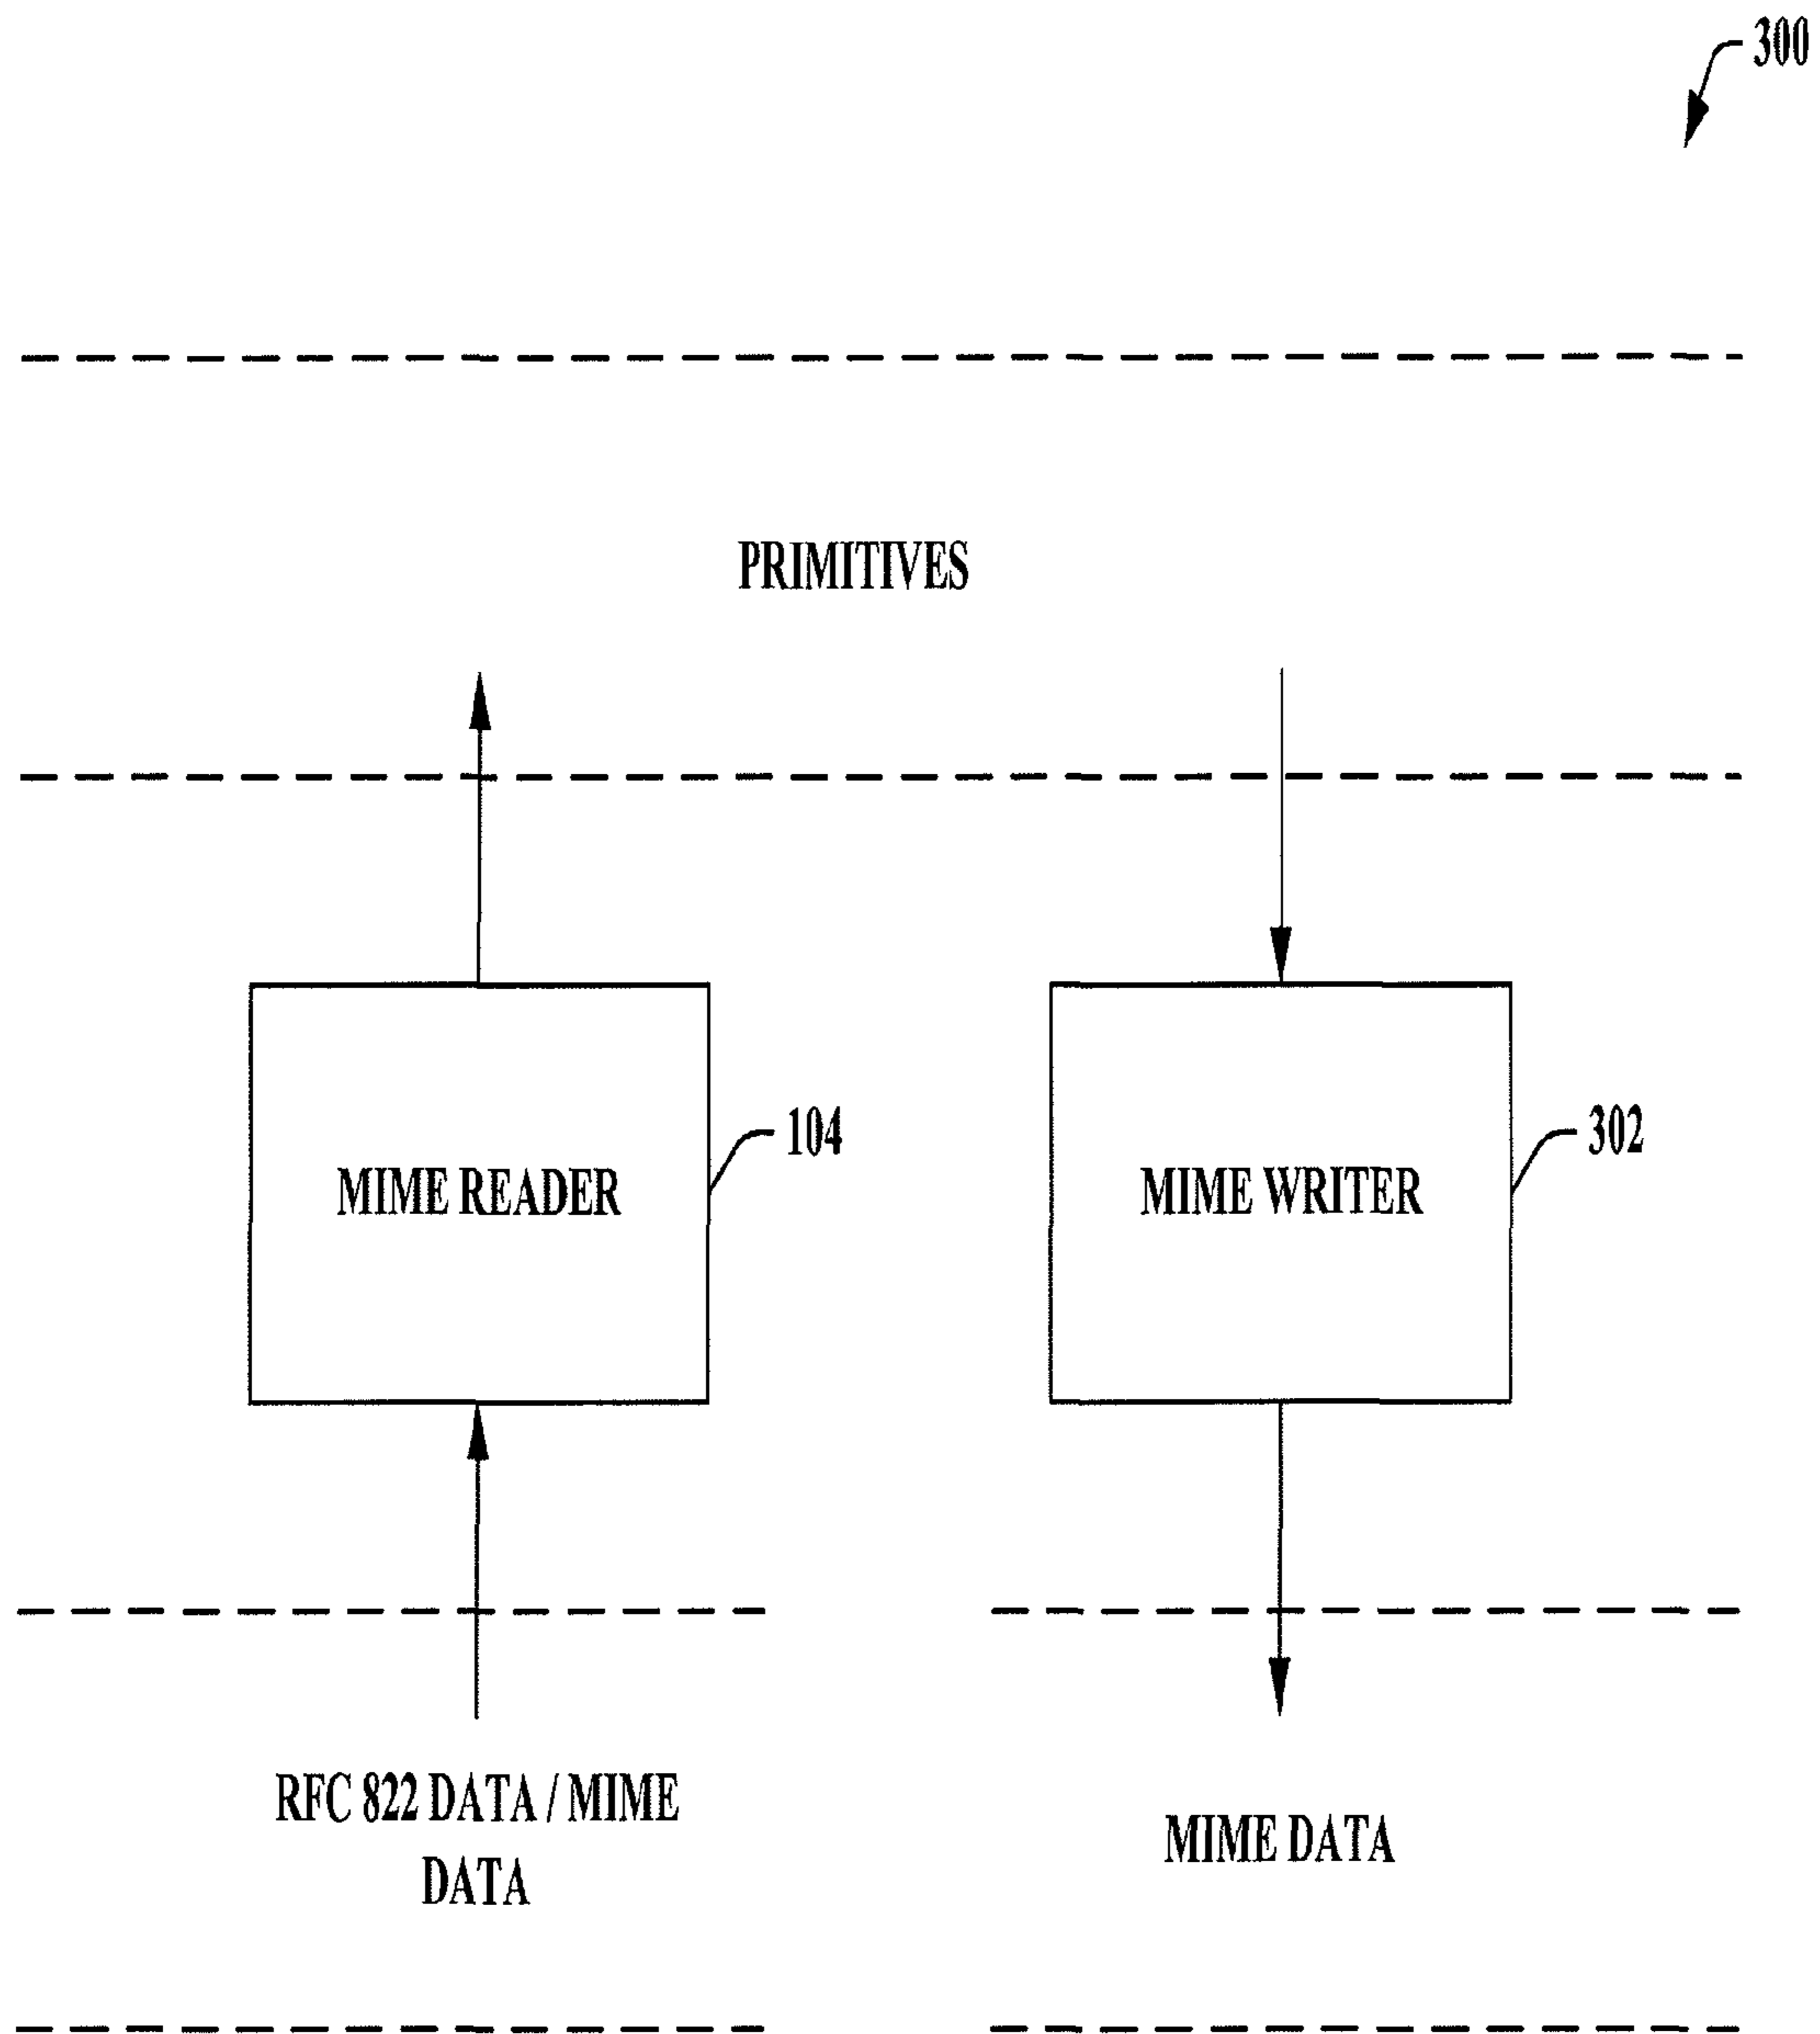 300
PRIMITIVES
MIME READER
104
MIME WRITER
302
RFC 822 DATA / MIME
DATA
MIME DATA